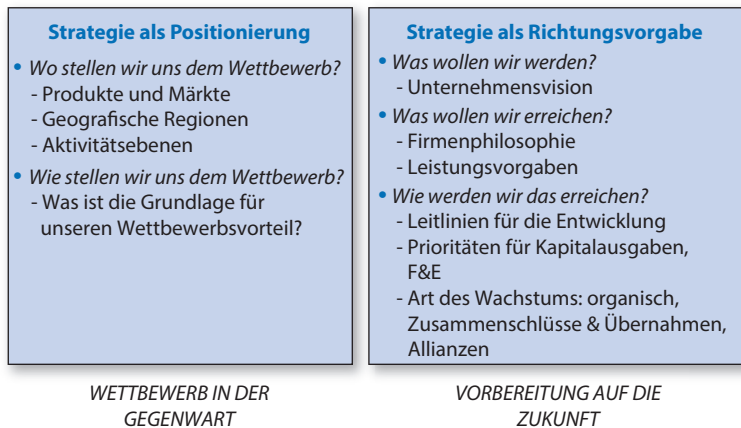 Strategie als Positionierung
• Wo stellen wir uns dem Wettbewerb?
- Produkte und Märkte
- Geografische Regionen
- Aktivitätsebenen
• Wie stellen wir uns dem Wettbewerb?
- Was ist die Grundlage für
unseren Wettbewerbsvorteil?
WETTBEWERB IN DER
GEGENWART
Strategie als Richtungsvorgabe
• Was wollen wir werden?
- Unternehmensvision
• Was wollen wir erreichen?
- Firmenphilosophie
- Leistungsvorgaben
• Wie werden wir das erreichen?
- Leitlinien für die Entwicklung
- Prioritäten für Kapitalausgaben,
F&E
- Art des Wachstums: organisch,
Zusammenschlüsse & Übernahmen,
Allianzen
VORBEREITUNG AUF DIE
ZUKUNFT